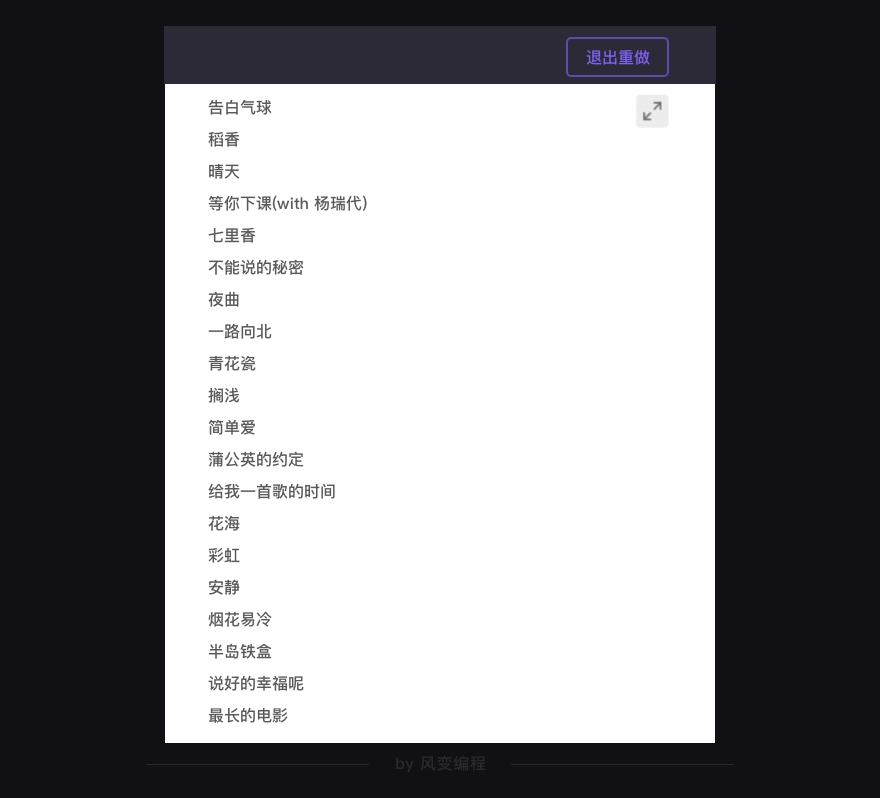 退出重做
告白气球
稻香
晴天
等你下课(with 杨瑞代)
七里香
不能说的秘密
夜曲
一路向北
青花瓷
搁浅
简单爱
蒲公英的约定
给我一首歌的时间
花海
彩虹
安静
烟花易冷
半岛铁盒
说好的幸福呢
最长的电影
by 风变编程